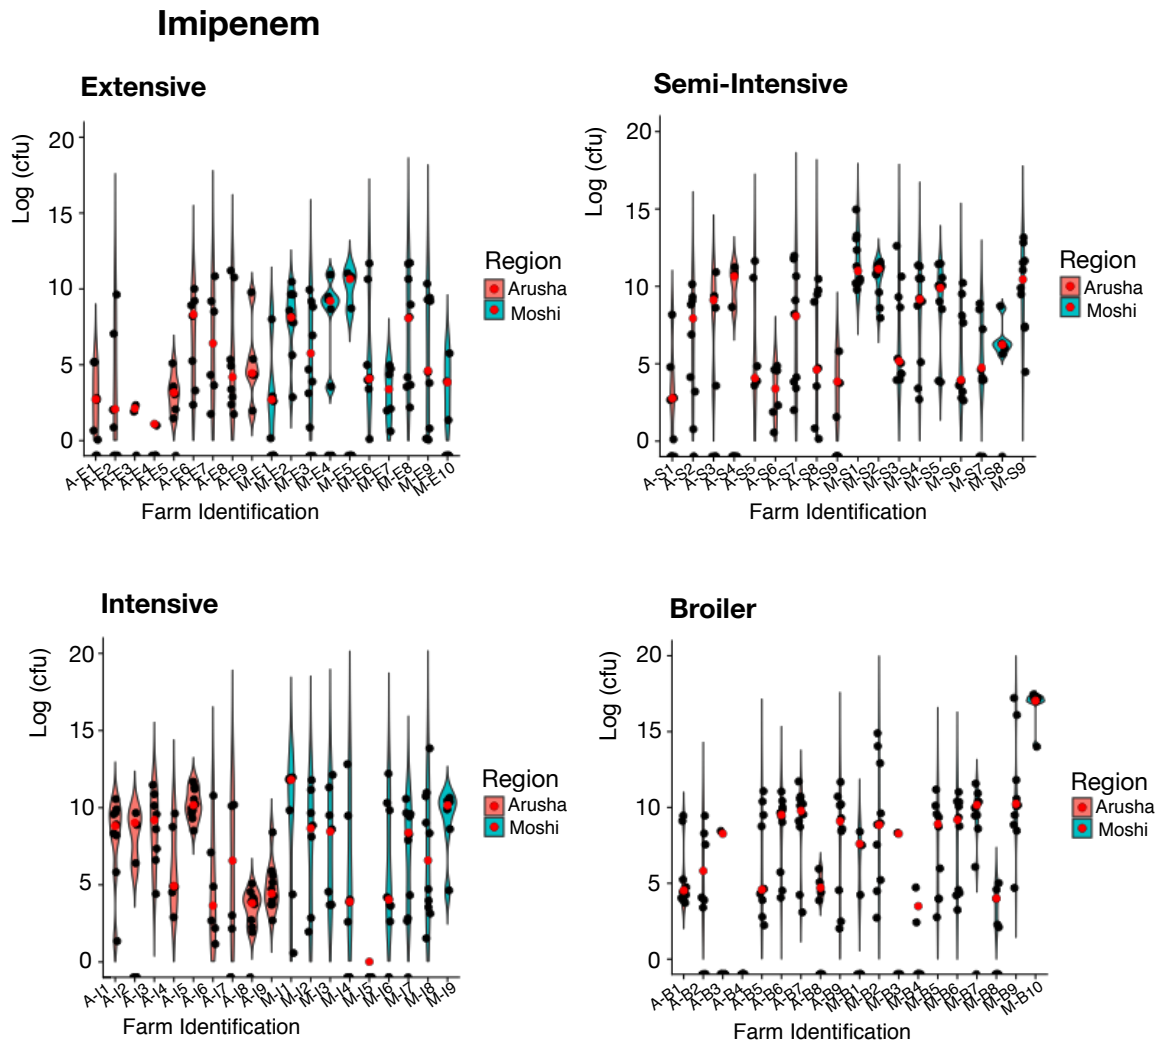 Imipenem
Extensive
Log (cfu)
20
15
10
5
0
A-E1
A-E2
A-E3
A-E4
A-E5
A-E6
A-E7
A-E8
A-E9
M-E1
M-E2
M-E3
M-E4
M-E5
M-E6
M-E7
M-E8
M-E9
M-E10
Farm Identification
Region
Arusha
Moshi
Semi-Intensive
Log (cfu)
20
15
10
5
0
A-S1
A-S2
A-S3
A-S4
A-S5
A-S6
A-S7
A-S8
A-S9
M-S1
M-S2
M-S3
M-S4
M-S5
M-S6
M-S7
M-S8
M-S9
Farm Identification
Region
Arusha
Moshi
Intensive
Log (cfu)
20
15
10
5
0
A-I1
A-I2
A-I3
A-I4
A-I5
A-I6
A-I7
A-I8
A-I9
M-I1
M-I2
M-I3
M-I4
M-I5
M-I6
M-I7
M-I8
M-I9
Farm Identification
Region
Arusha
Moshi
Broiler
Log (cfu)
20
15
10
5
0
A-B1
A-B2
A-B3
A-B4
A-B5
A-B6
A-B7
A-B8
A-B9
M-B1
M-B2
M-B3
M-B4
M-B5
M-B6
M-B7
M-B8
M-B9
M-B10
Farm Identification
Region
Arusha
Moshi